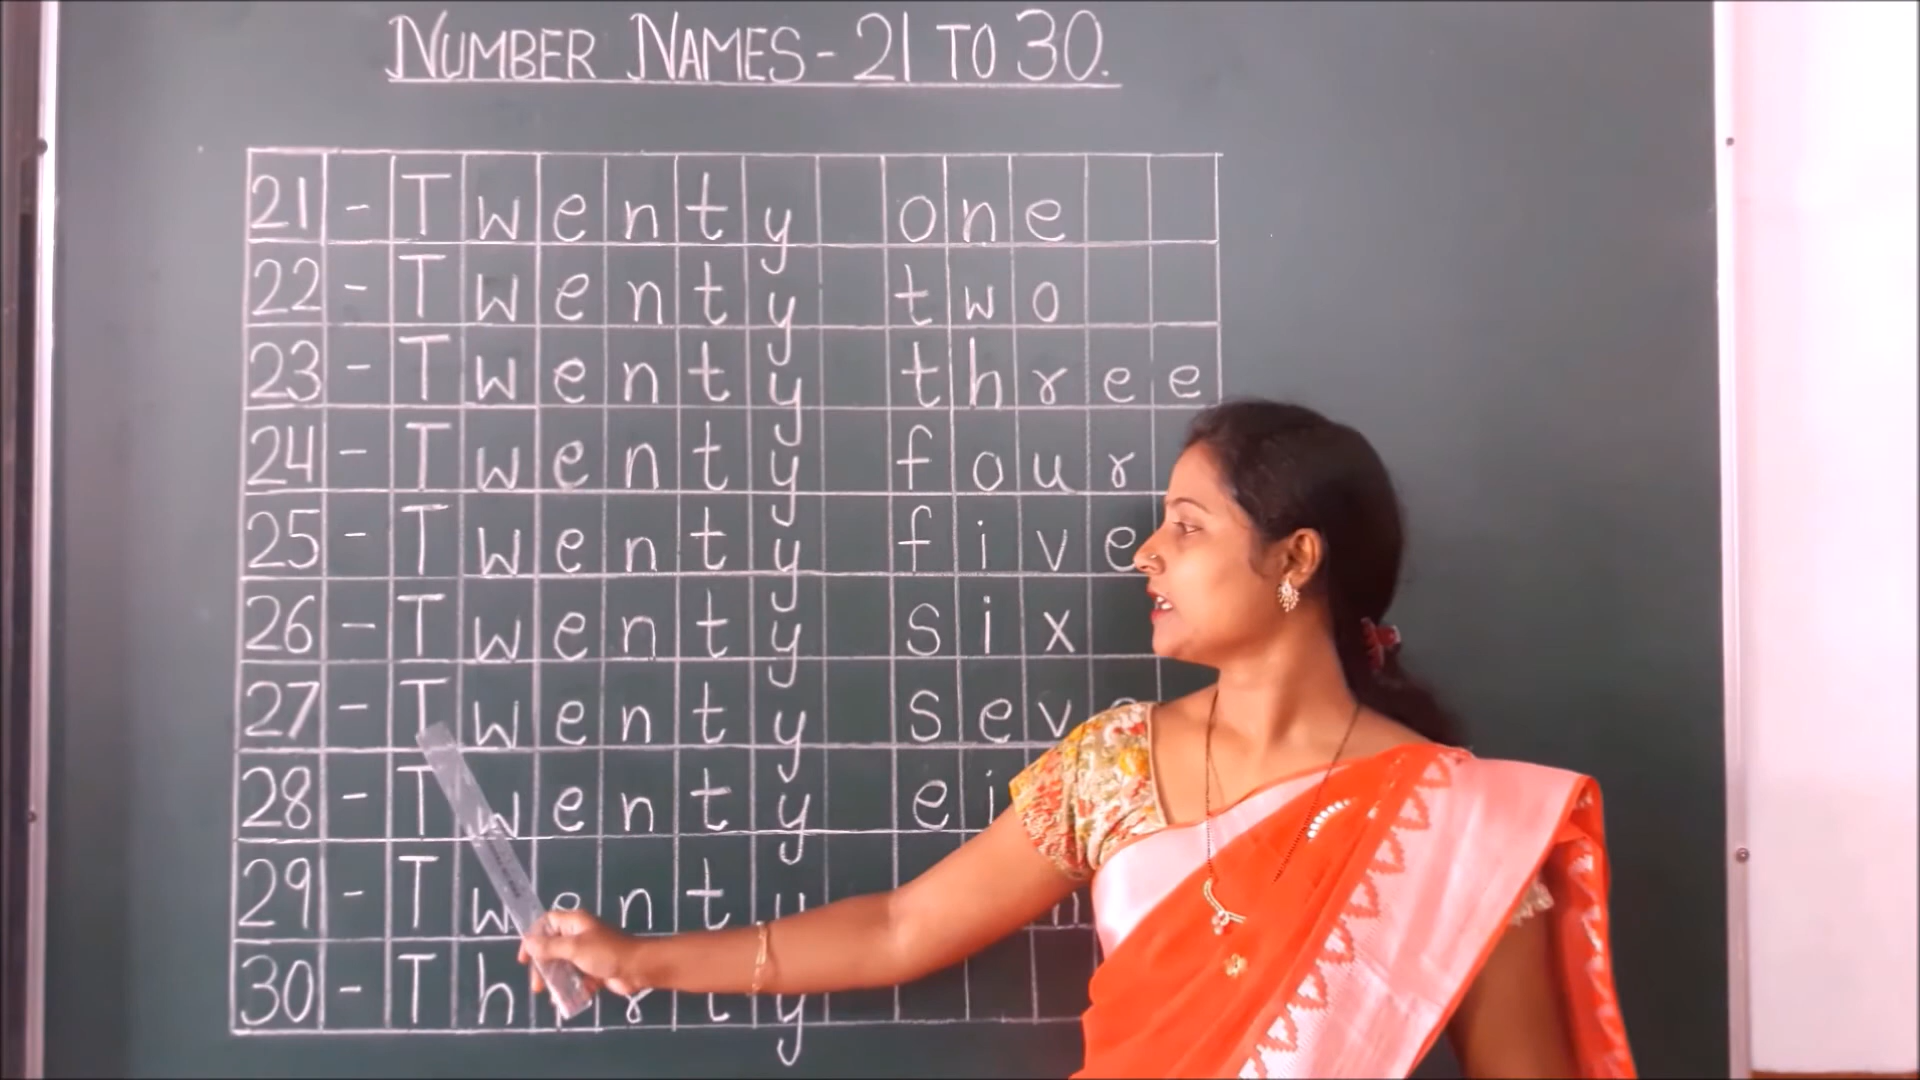 NUMBER NAMES - 21 TO 30.
21 - Twenty one
22 - Twenty two
23 - Twenty three
24 - Twenty four
25 - Twenty five
26 - Twenty six
27 - Twenty
28 - Twenty
29 - Twenty
30 - Thirty